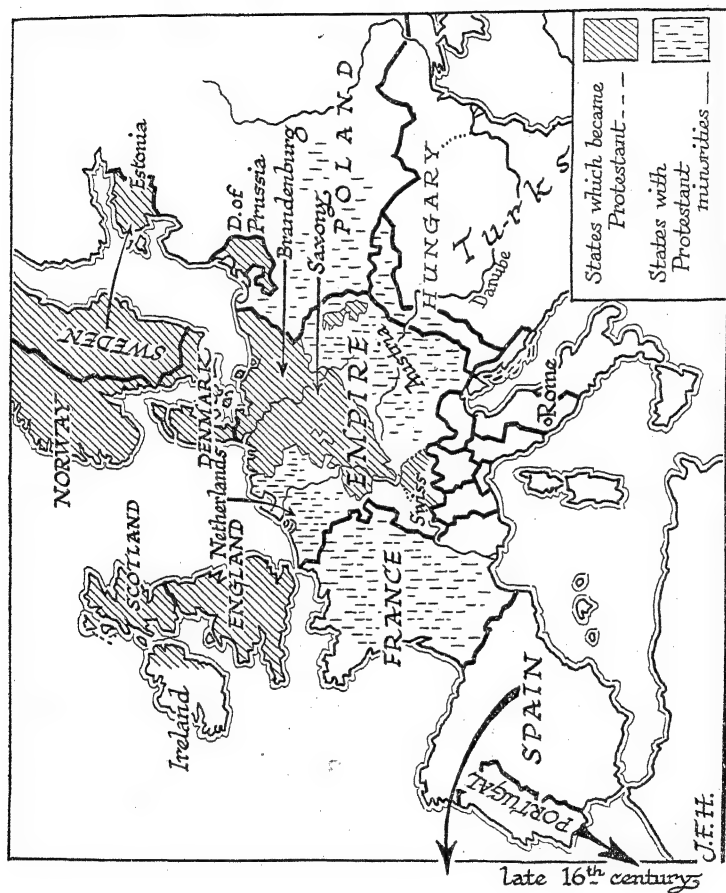 NORWAY
SWEDEN
Estonia
SCOTLAND
DENMARK
D. of
Prussia
Brandenburg
Saxony
Ireland
ENGLAND
Netherlands
POLAND
EMPIRE
Austria
HUNGARY
Danube
Turks
FRANCE
Swiss
Rome
SPAIN
PORTUGAL
States which became
Protestant ---
States with
Protestant
minorities
J.F.H.
late 16th century